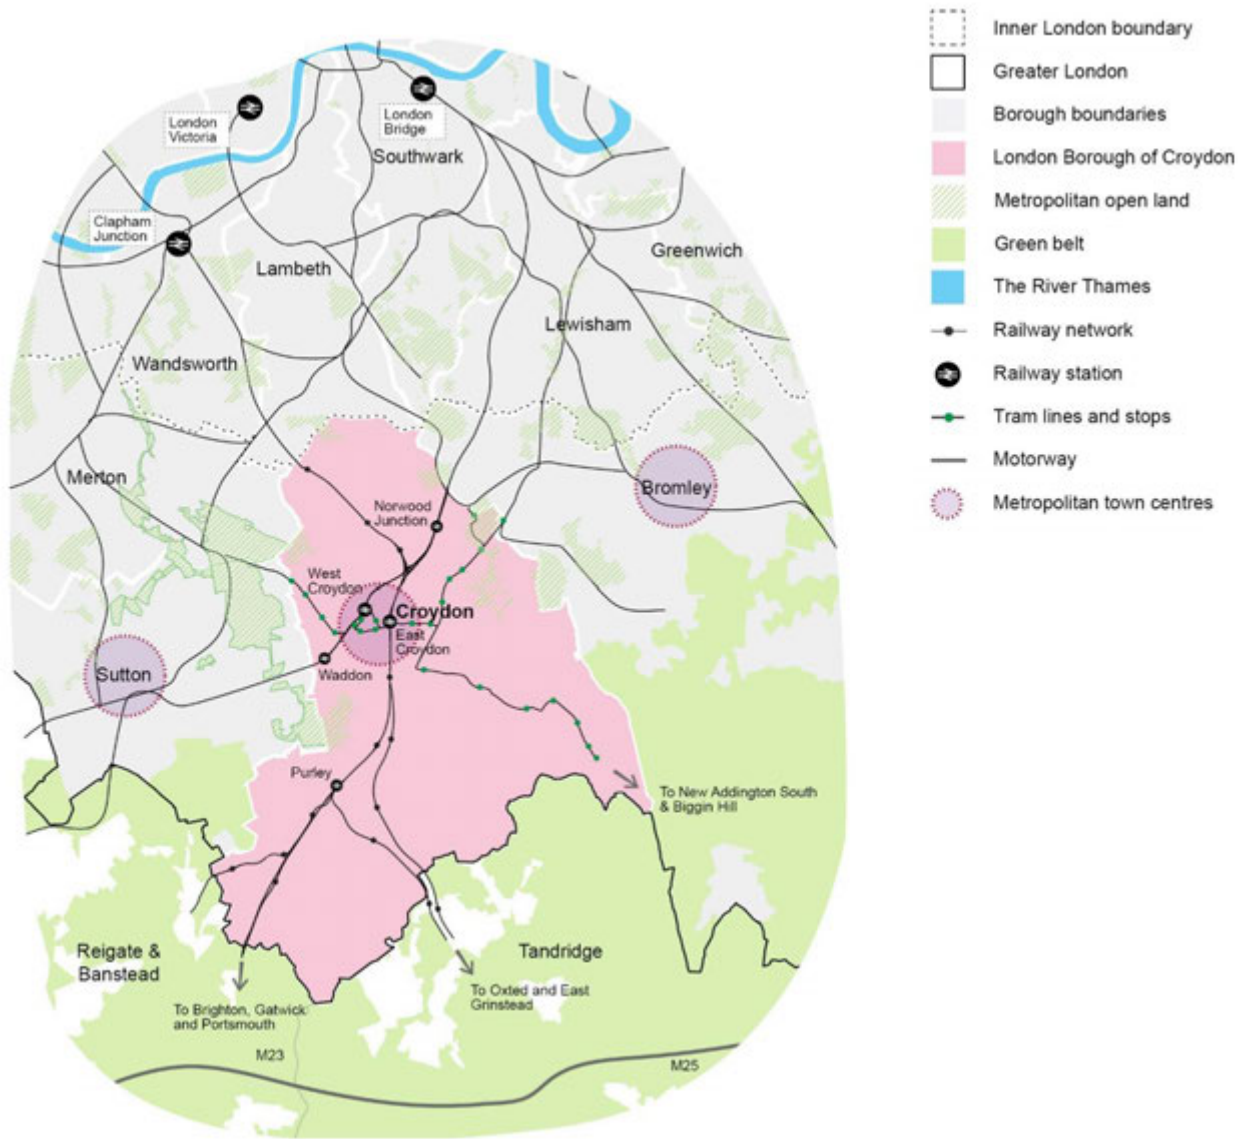 London
Victoria
London
Bridge
Southwark
Clapham
Junction
Lambeth
Greenwich
Lewisham
Wandsworth
Merton
Bromley
Norwood
Junction
West
Croydon
Croydon
East
Croydon
Sutton
Waddon
Purley
To New Addington South
& Biggin Hill
Reigate &
Banstead
Tandridge
To Oxted and East
Grinstead
To Brighton, Gatwick
and Portsmouth
M23
M25
Inner London boundary
Greater London
Borough boundaries
London Borough of Croydon
Metropolitan open land
Green belt
The River Thames
Railway network
Railway station
Tram lines and stops
Motorway
Metropolitan town centres